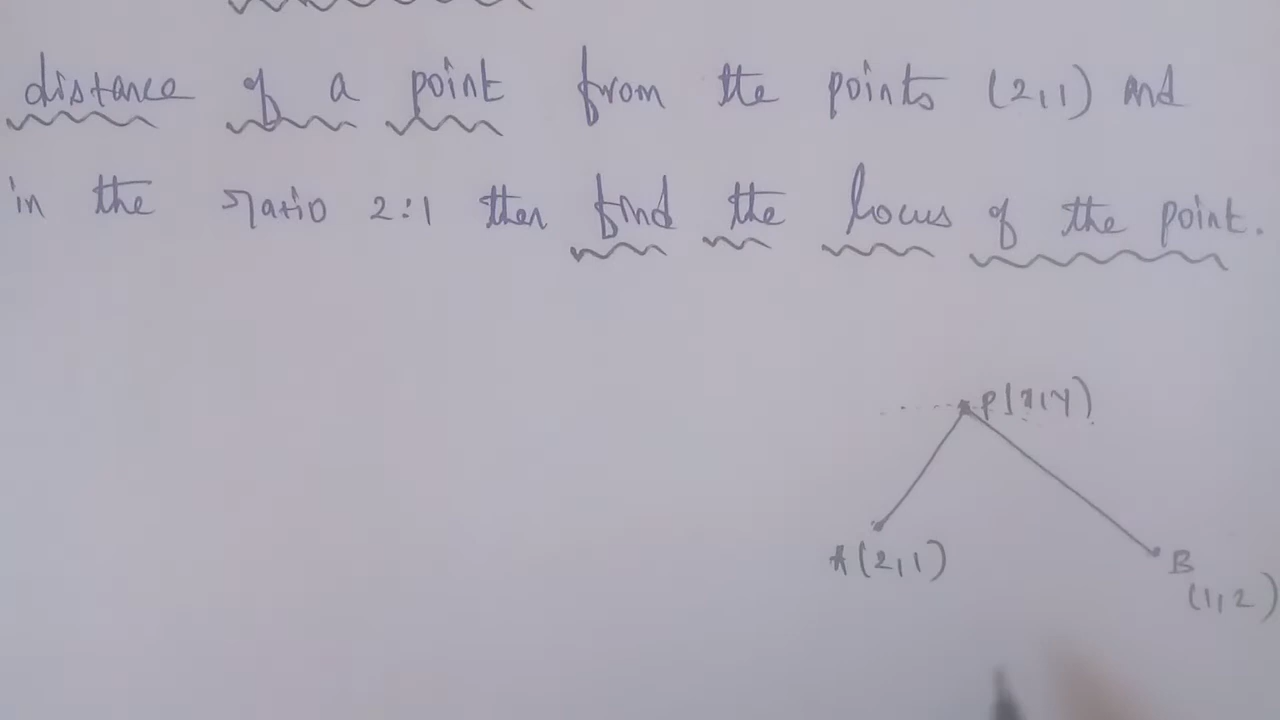 distance of a point from the points (2,1) and
in the ratio 2:1 then find the locus of the point.
P(x,y)
A(2,1)
B
(1,2)